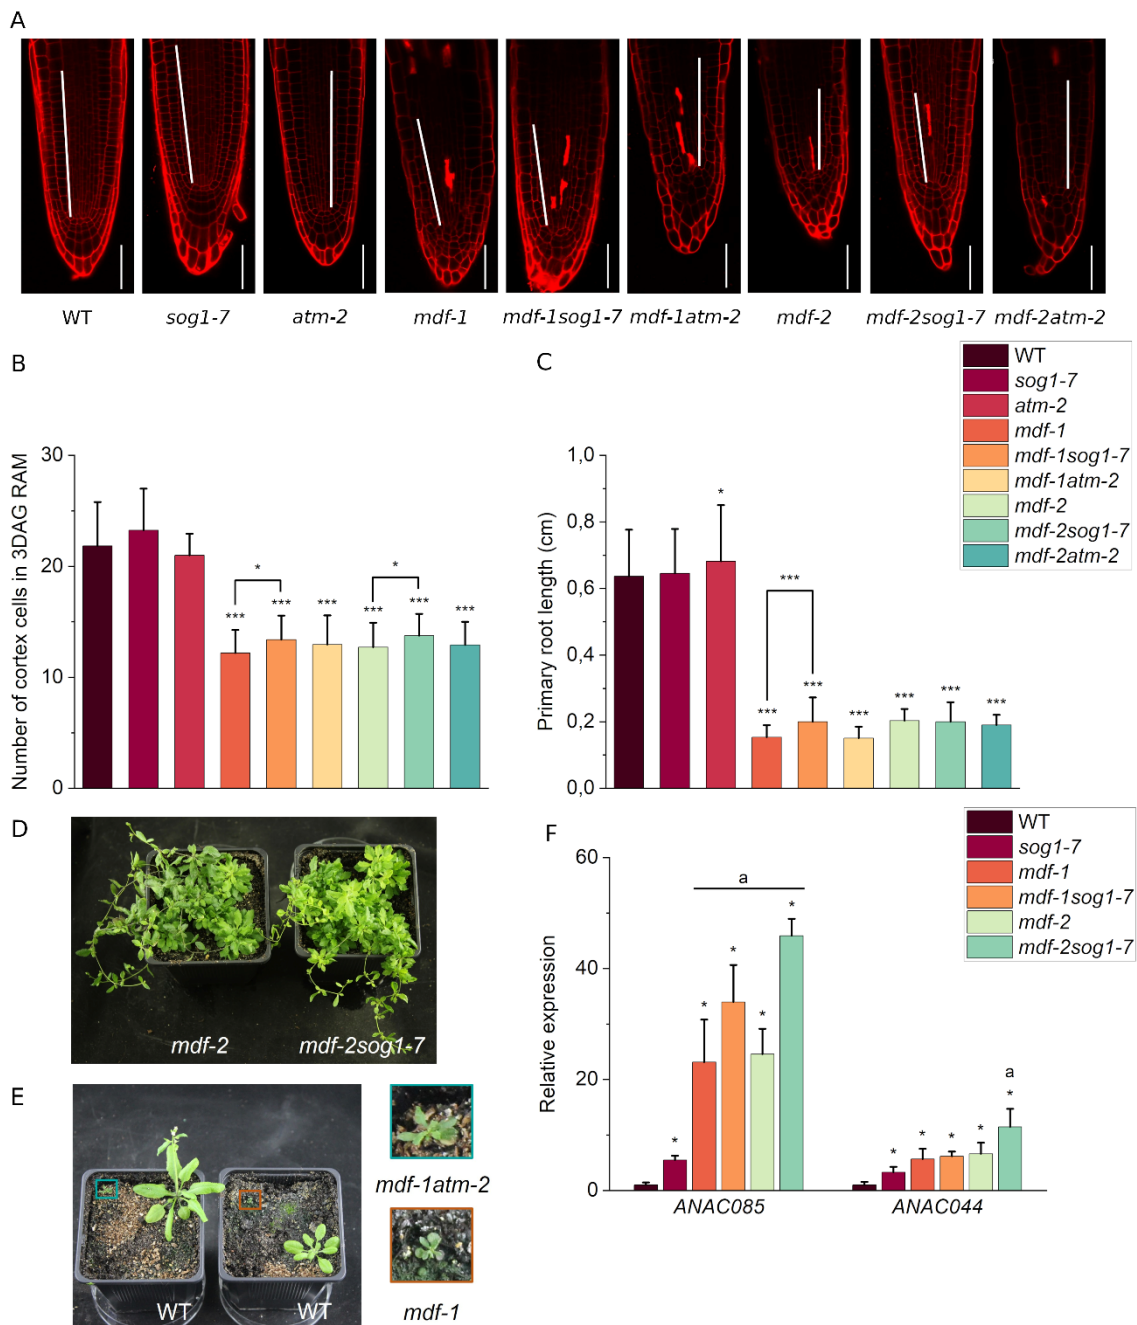 A
WT
sog1-7
atm-2
mdf-1
mdf-1sog1-7
mdf-1atm-2
mdf-2
mdf-2sog1-7
mdf-2atm-2
B
Number of cortex cells in 3DAG RAM
30
20
10
0
*
*
*** *** *** *** *** ***
C
Primary root length (cm)
1,0
0,8
0,6
0,4
0,2
0,0
*
***
*** *** *** *** *** ***
WT
sog1-7
atm-2
mdf-1
mdf-1sog1-7
mdf-1atm-2
mdf-2
mdf-2sog1-7
mdf-2atm-2
D
mdf-2
mdf-2sog1-7
E
WT
WT
mdf-1atm-2
mdf-1
F
Relative expression
60
40
20
0
a
* * * * *
a
* * * * *
ANAC085
ANAC044
WT
sog1-7
mdf-1
mdf-1sog1-7
mdf-2
mdf-2sog1-7